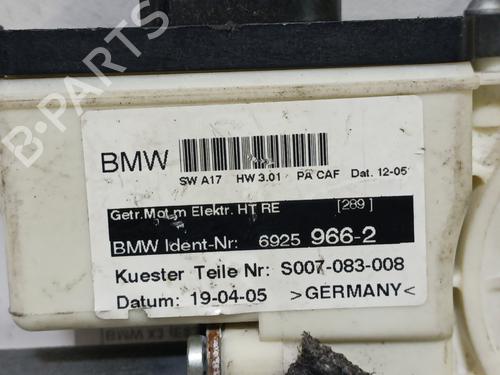 BMW
SW A17 HW 3.01 PA CAF Dat. 12-05
Getr.Mot.m Elektr. HT RE [289]
BMW Ident-Nr: 6925 966-2
Kuester Teile Nr: S007-083-008
Datum: 19-04-05 >GERMANY<
B-Parts